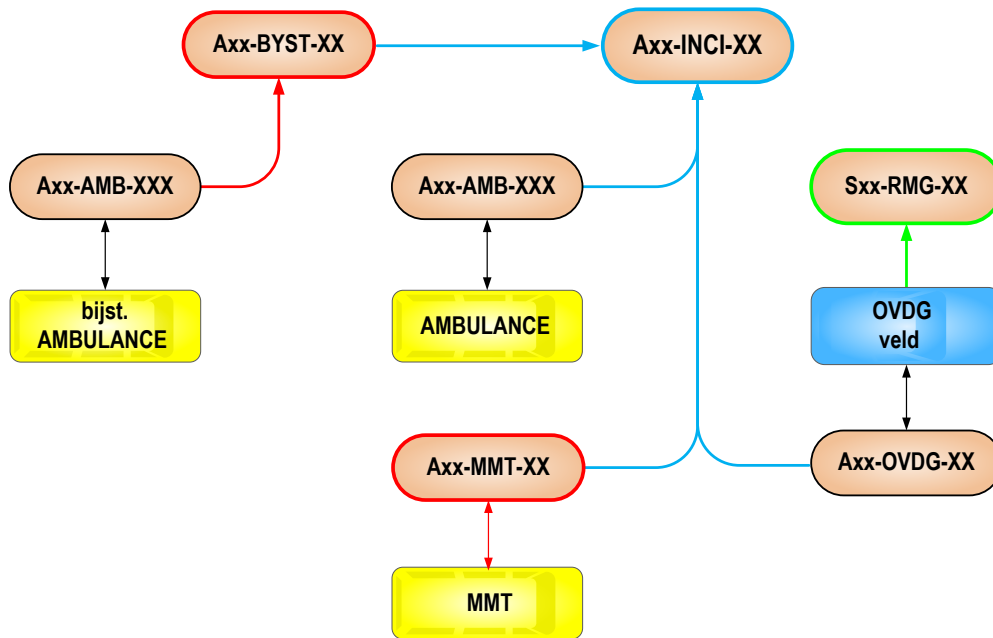 Axx-BYST-XX
Axx-INCI-XX
Axx-AMB-XXX
Axx-AMB-XXX
Sxx-RMG-XX
bijst.
AMBULANCE
AMBULANCE
OVDG
veld
Axx-MMT-XX
Axx-OVDG-XX
MMT